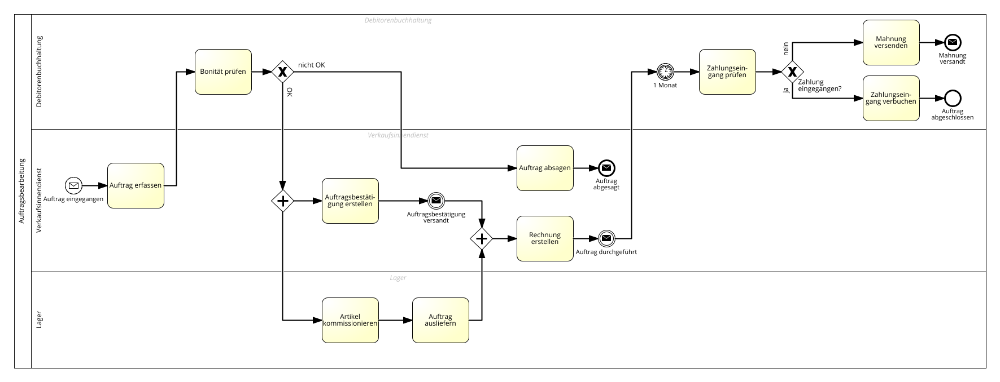 Auftragsbearbeitung
Debitorenbuchhaltung
Debitorenbuchhaltung
Bonität prüfen
nicht OK
OK
1 Monat
Zahlungsein-
gang prüfen
nein
ja
Zahlung
eingegangen?
Mahnung
versenden
Mahnung
versandt
Zahlungsein-
gang verbuchen
Auftrag
abgeschlossen
Verkaufsinnendienst
Verkaufsinnendienst
Auftrag eingegangen
Auftrag erfassen
Auftragsbestäti-
gung erstellen
Auftragsbestätigung
versandt
Auftrag absagen
Auftrag
abgesagt
Rechnung
erstellen
Auftrag durchgeführt
Lager
Lager
Artikel
kommissionieren
Auftrag
ausliefern